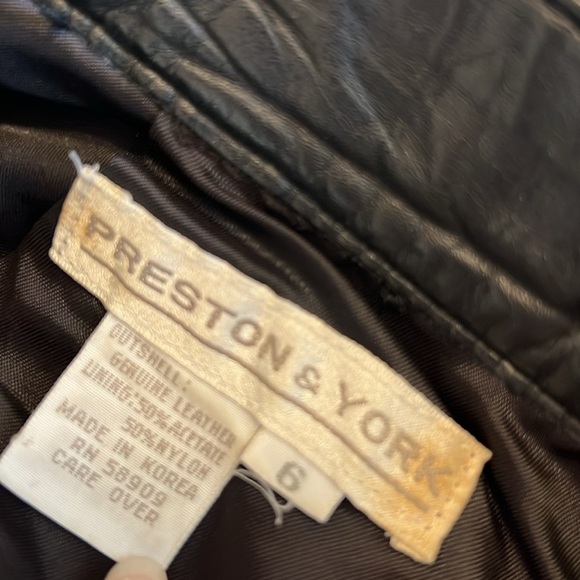 PRESTON & YORK
OUTSHELL:
GENUINE LEATHER
LINING:50%ACETATE
50%NYLON
MADE IN KOREA
RN 58909
CARE OVER
6